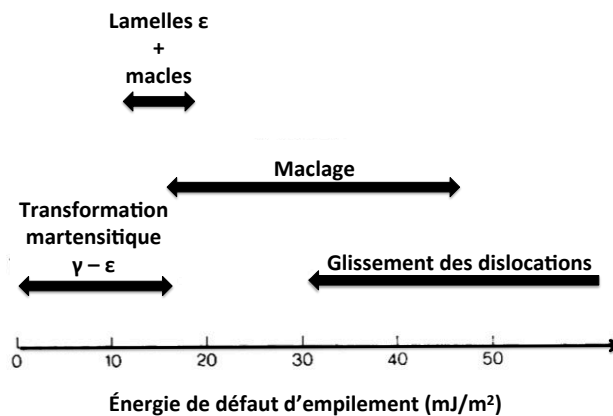 Lamelles ε
+
macles
Maclage
Transformation
martensitique
γ – ε
Glissement des dislocations
0 10 20 30 40 50
Énergie de défaut d'empilement (mJ/m²)